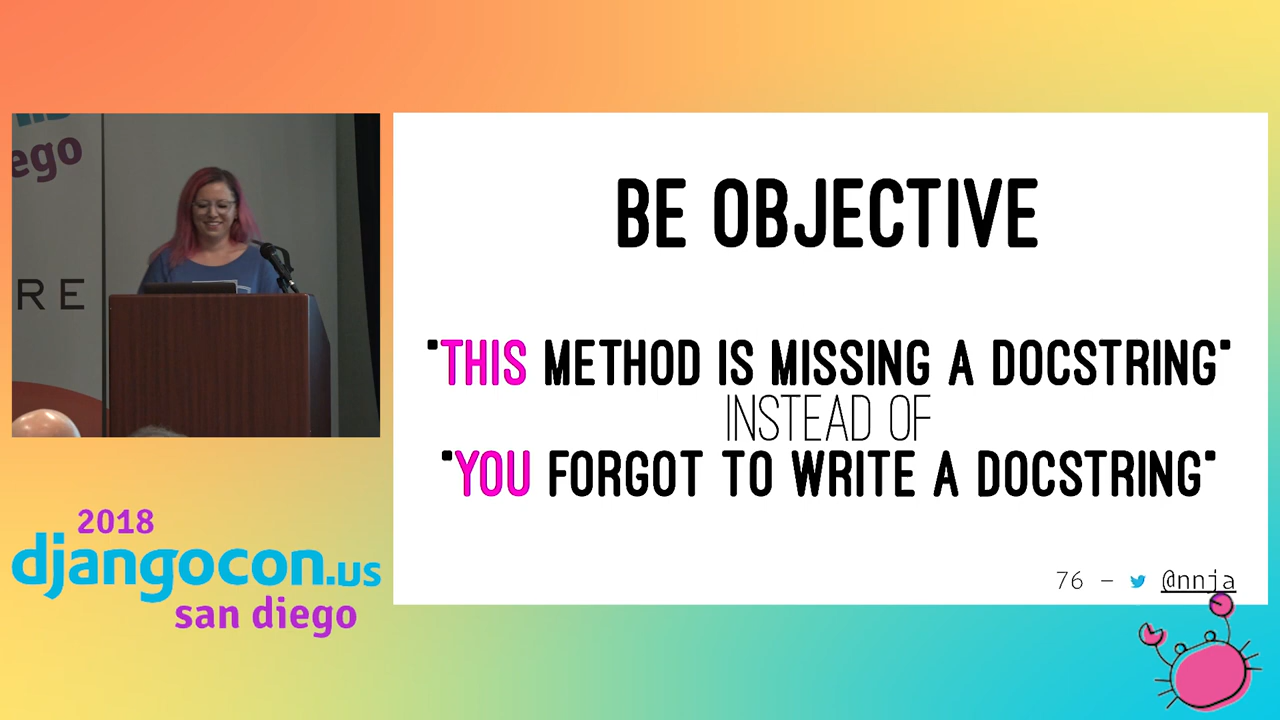 ego
RE
BE OBJECTIVE
"THIS METHOD IS MISSING A DOCSTRING"
INSTEAD OF
"YOU FORGOT TO WRITE A DOCSTRING"
76 – @nnja
2018
djangocon.us
san diego